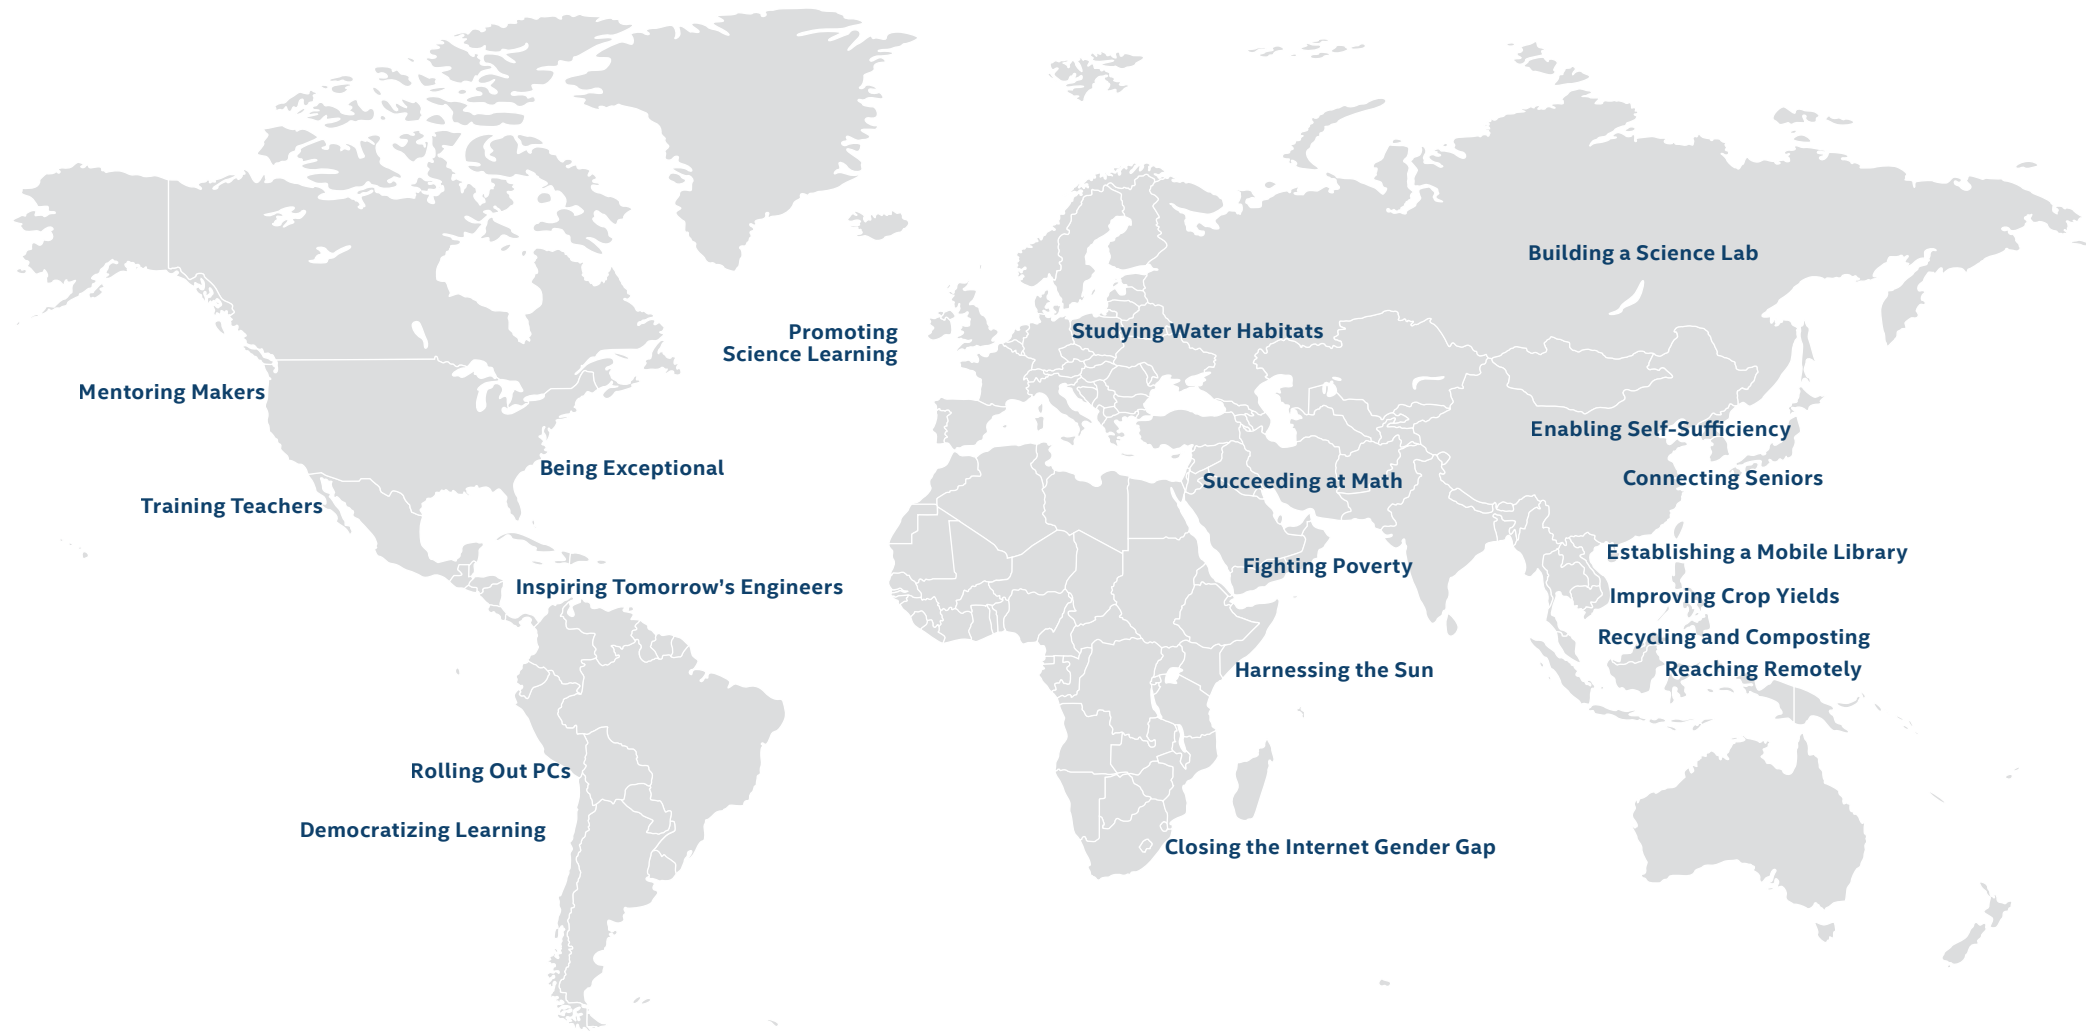 Building a Science Lab
Promoting
Science Learning
Studying Water Habitats
Mentoring Makers
Enabling Self-Sufficiency
Being Exceptional
Connecting Seniors
Succeeding at Math
Training Teachers
Establishing a Mobile Library
Fighting Poverty
Inspiring Tomorrow’s Engineers
Improving Crop Yields
Recycling and Composting
Reaching Remotely
Harnessing the Sun
Rolling Out PCs
Democratizing Learning
Closing the Internet Gender Gap